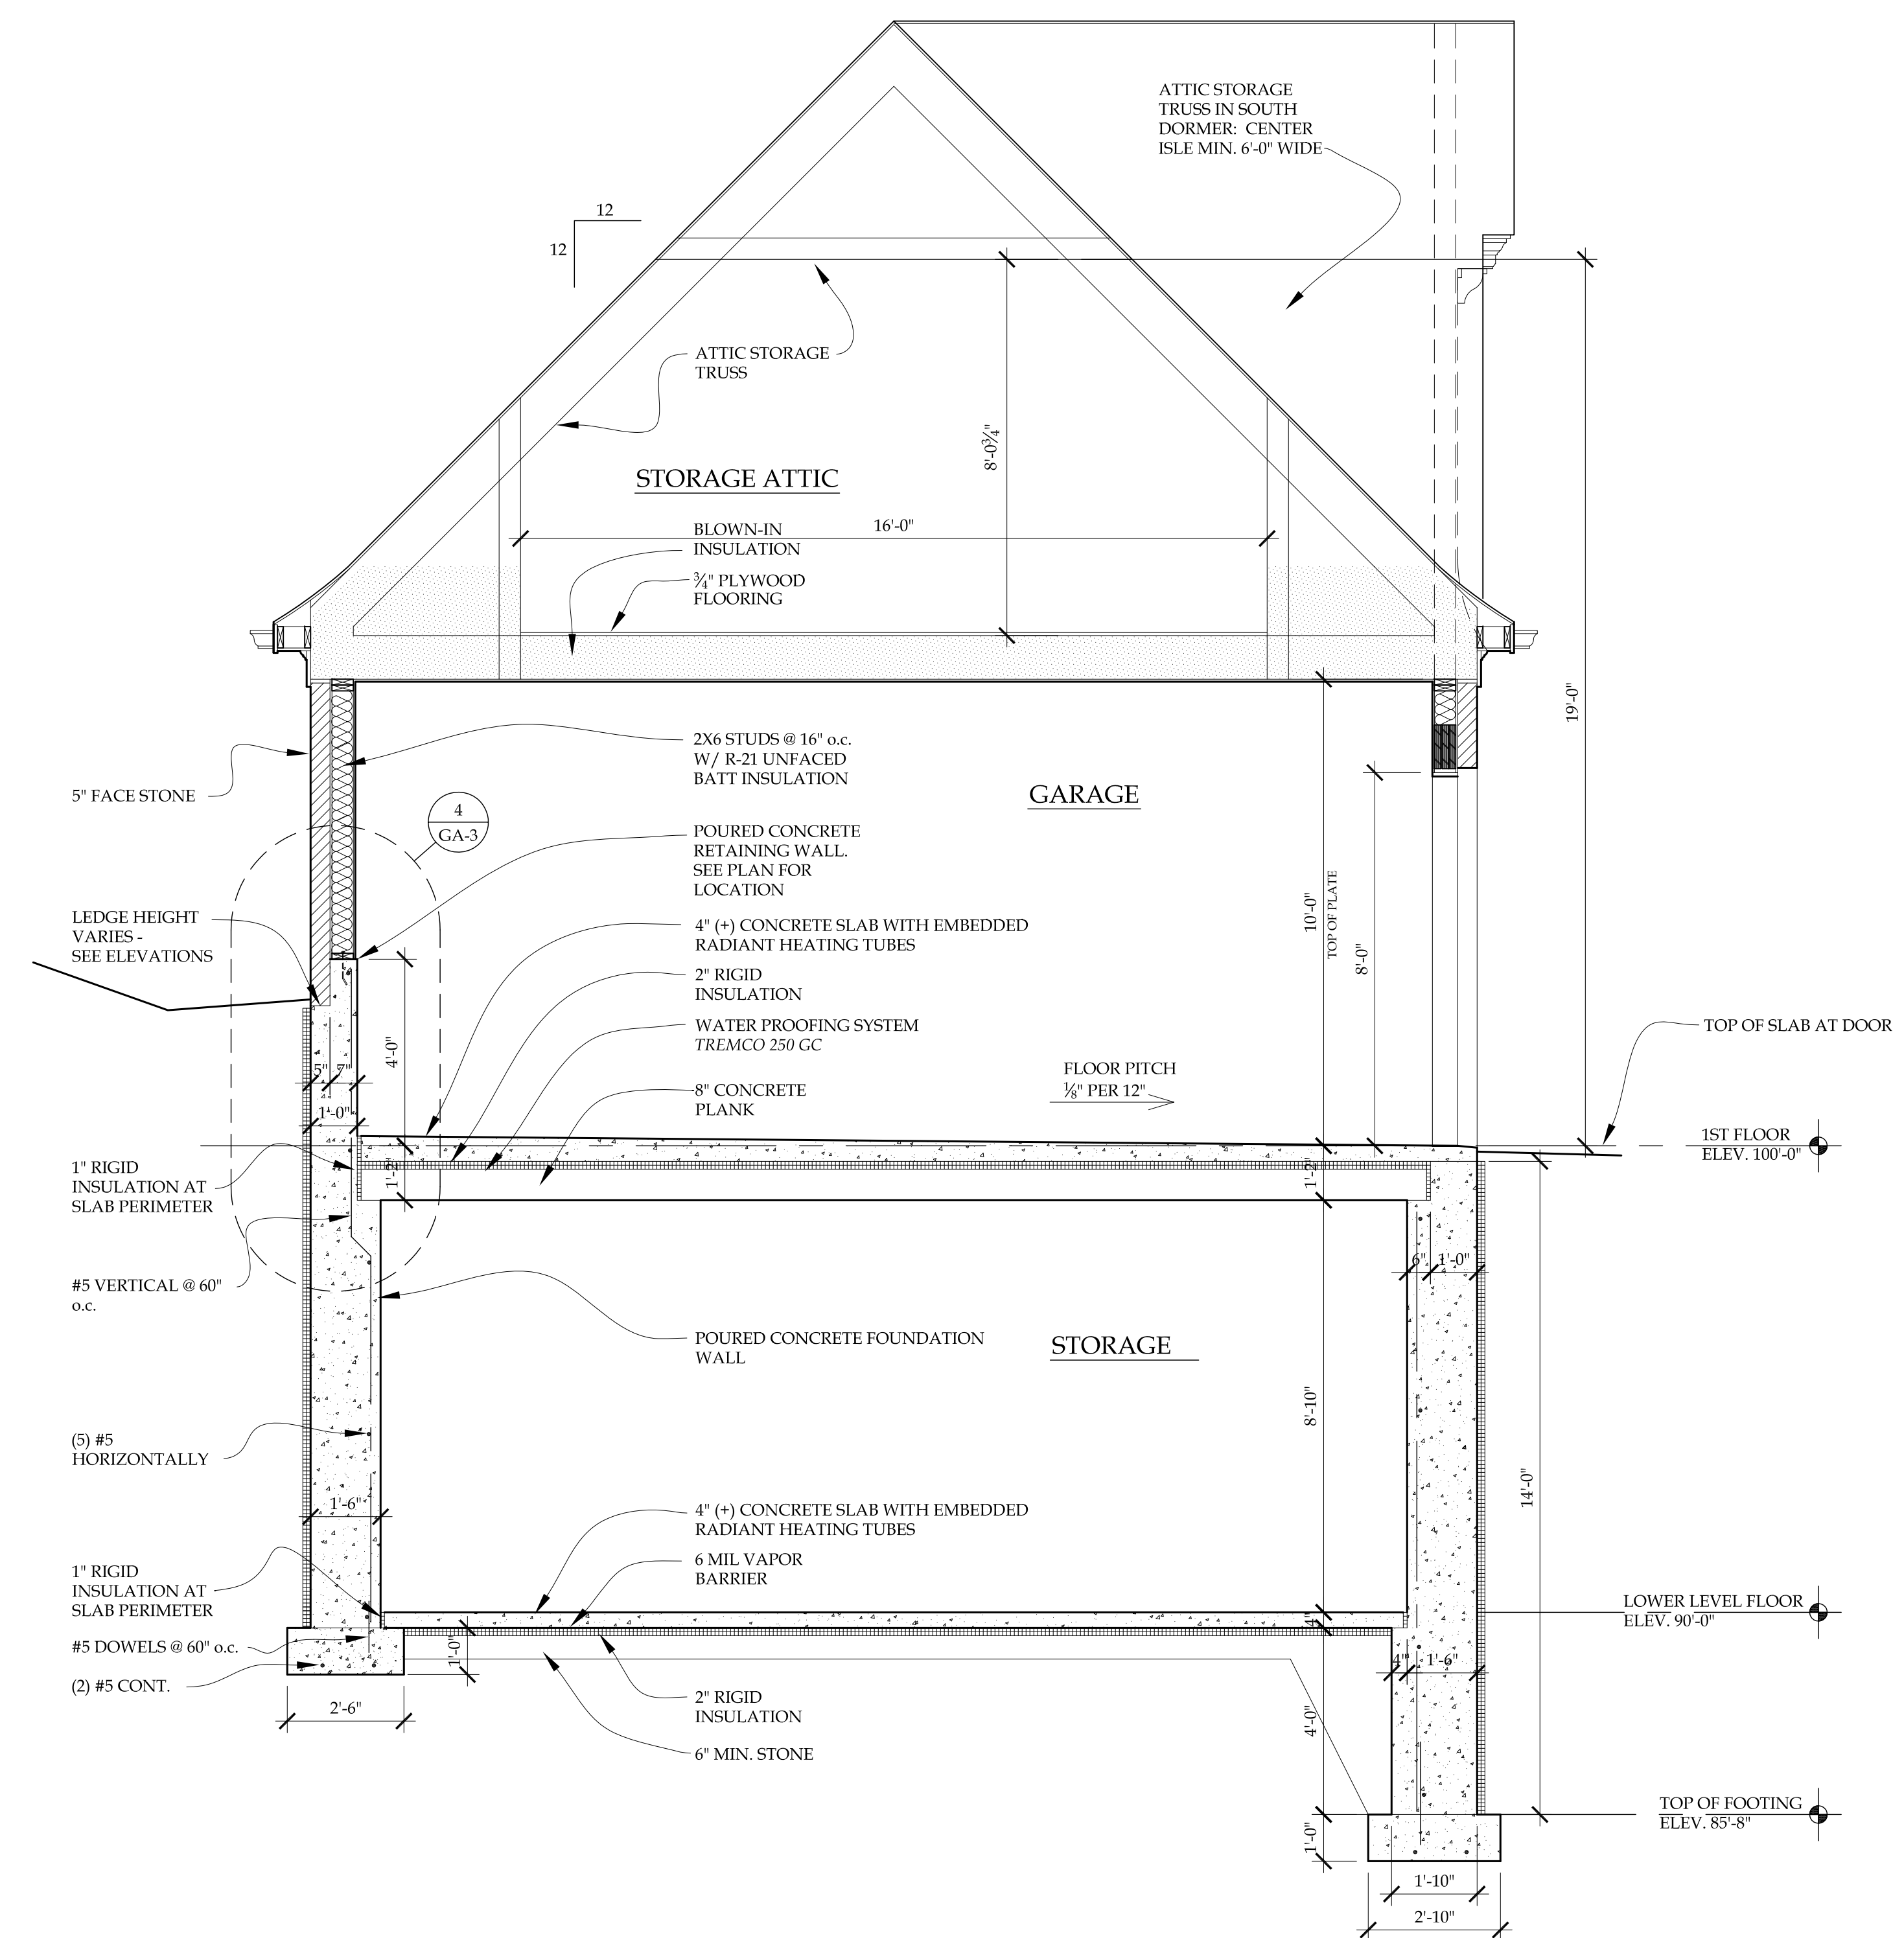 ATTIC STORAGE
TRUSS IN SOUTH
DORMER: CENTER
ISLE MIN. 6'-0" WIDE
12
12
ATTIC STORAGE
TRUSS
8'-0¾"
STORAGE ATTIC
BLOWN-IN
INSULATION
16'-0"
¾" PLYWOOD
FLOORING
19'-0"
2X6 STUDS @ 16" o.c.
W/ R-21 UNFACED
BATT INSULATION
5" FACE STONE
GARAGE
4
GA-3
POURED CONCRETE
RETAINING WALL.
SEE PLAN FOR
LOCATION
10'-0"
TOP OF PLATE
8'-0"
LEDGE HEIGHT
VARIES -
SEE ELEVATIONS
4" (+) CONCRETE SLAB WITH EMBEDDED
RADIANT HEATING TUBES
2" RIGID
INSULATION
WATER PROOFING SYSTEM
TREMCO 250 GC
TOP OF SLAB AT DOOR
4'-0"
5"
7"
1'-0"
FLOOR PITCH
⅛" PER 12"
8" CONCRETE
PLANK
1ST FLOOR
ELEV. 100'-0"
1" RIGID
INSULATION AT
SLAB PERIMETER
1'-2"
1'-2"
6"
1'-0"
#5 VERTICAL @ 60"
o.c.
POURED CONCRETE FOUNDATION
WALL
STORAGE
8'-10"
(5) #5
HORIZONTALLY
14'-0"
1'-6"
4" (+) CONCRETE SLAB WITH EMBEDDED
RADIANT HEATING TUBES
6 MIL VAPOR
BARRIER
1" RIGID
INSULATION AT
SLAB PERIMETER
LOWER LEVEL FLOOR
ELEV. 90'-0"
4"
#5 DOWELS @ 60" o.c.
1'-0"
4"
1'-6"
(2) #5 CONT.
2'-6"
2" RIGID
INSULATION
4'-0"
6" MIN. STONE
TOP OF FOOTING
ELEV. 85'-8"
1'-0"
1'-10"
2'-10"